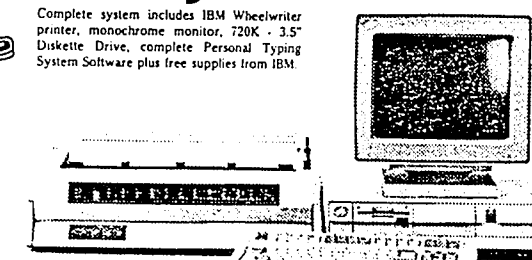 Complete system includes IBM Wheelwriter
printer, monochrome monitor, 720K - 3.5"
Diskette Drive, complete Personal Typing
System Software plus free supplies from IBM.